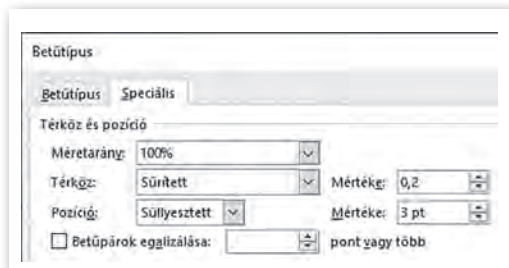 Betűtípus
Betűtípus Speciális
Térköz és pozíció
Méretarány: 100%
Térköz: Sűrített Mértéke: 0,2
Pozíció: Süllyesztett Mértéke: 3 pt
Betűpárok egalizálása: pont vagy több